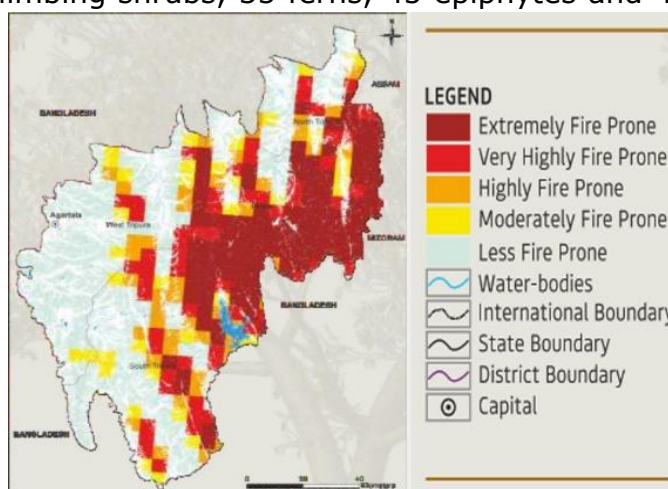 limbing shrubs, 35 ferns, 45 epiphytes and
BANGLADESH
ASSAM
North
Agartala
West Tripura
MIZORAM
BANGLADESH
South Tripura
BANGLADESH
LEGEND
Extremely Fire Prone
Very Highly Fire Prone
Highly Fire Prone
Moderately Fire Prone
Less Fire Prone
Water-bodies
International Boundary
State Boundary
District Boundary
Capital